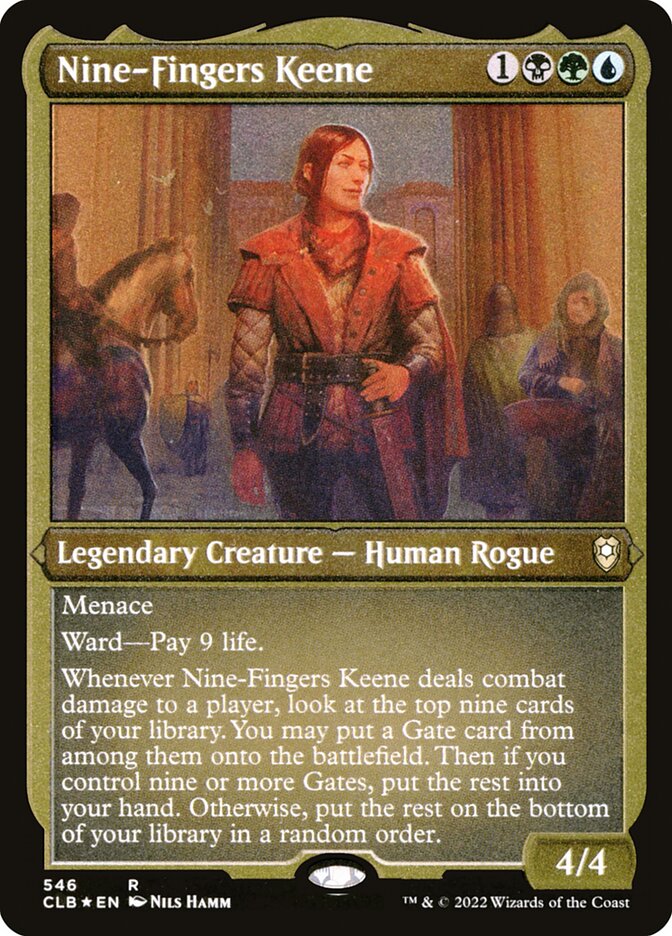 Nine-Fingers Keene 1
Legendary Creature — Human Rogue
Menace
Ward—Pay 9 life.
Whenever Nine-Fingers Keene deals combat
damage to a player, look at the top nine cards
of your library. You may put a Gate card from
among them onto the battlefield. Then if you
control nine or more Gates, put the rest into
your hand. Otherwise, put the rest on the bottom
of your library in a random order.
4/4
546 R
CLB★EN Nils Hamm ™ & © 2022 Wizards of the Coast